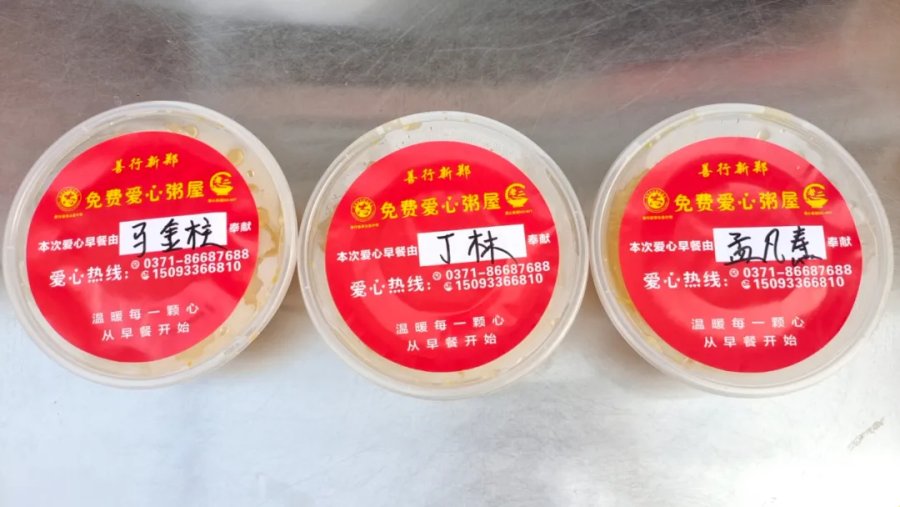 善行新郑
免费爱心粥屋
本次爱心早餐由马金柱奉献
爱心热线:0371-86687688
15093366810
温暖每一颗心
从早餐开始
善行新郑
免费爱心粥屋
本次爱心早餐由丁林奉献
爱心热线:0371-86687688
15093366810
温暖每一颗心
从早餐开始
善行新郑
免费爱心粥屋
本次爱心早餐由孟凡春奉献
爱心热线:0371-86687688
15093366810
温暖每一颗心
从早餐开始